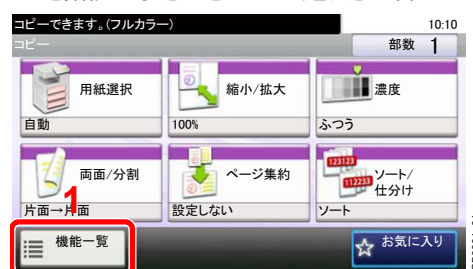 コピーできます。(フルカラー)
10:10
コピー
部数 1
用紙選択
自動
縮小/拡大
100%
濃度
ふつう
両面/分割
片面→片面
ページ集約
設定しない
123123
112233
ソート/
仕分け
ソート
1
機能一覧
お気に入り